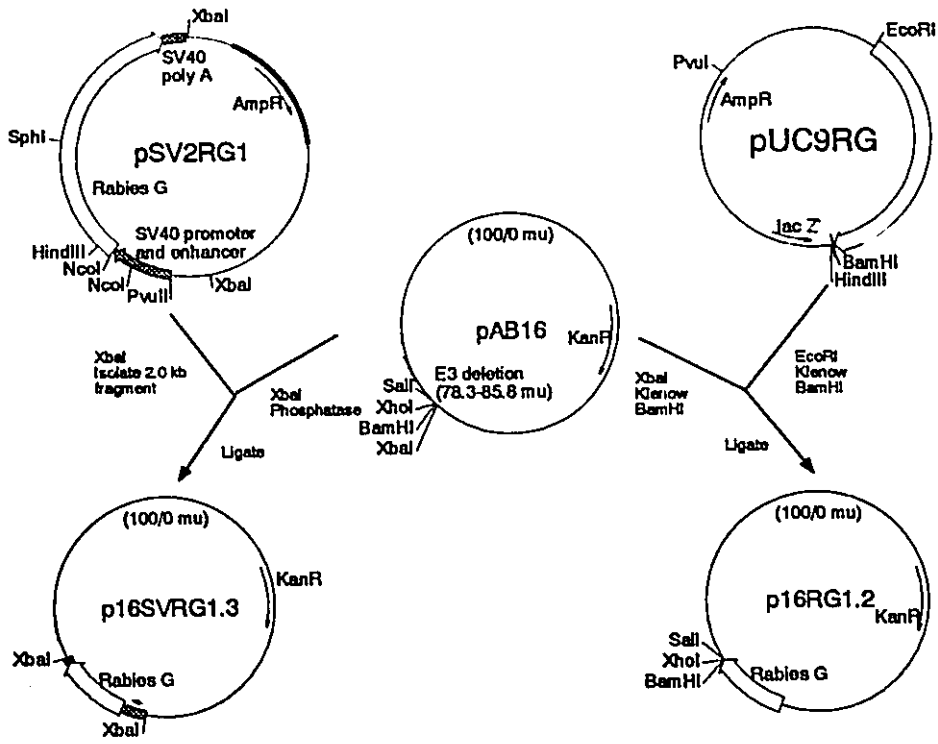 XbaI
SV40
poly A
AmpR
SphI
pSV2RG1
Rabies G
SV40 promotor
and enhancer
HindIII
NcoI
NcoI
PvuII
XbaI
EcoRI
PvuI
AmpR
pUC9RG
lac Z'
BamHI
HindIII
(100/0 mu)
pAB16
KanR
E3 deletion
(78.3-85.8 mu)
SalI
XhoI
BamHI
XbaI
XbaI
Isolate 2.0 kb
fragment
XbaI
Phosphatase
Ligate
XbaI
Klenow
BamHI
EcoRI
Klenow
BamHI
Ligate
(100/0 mu)
KanR
p16SVRG1.3
XbaI
Rabies G
XbaI
(100/0 mu)
p16RG1.2
KanR
SalI
XhoI
BamHI
Rabies G